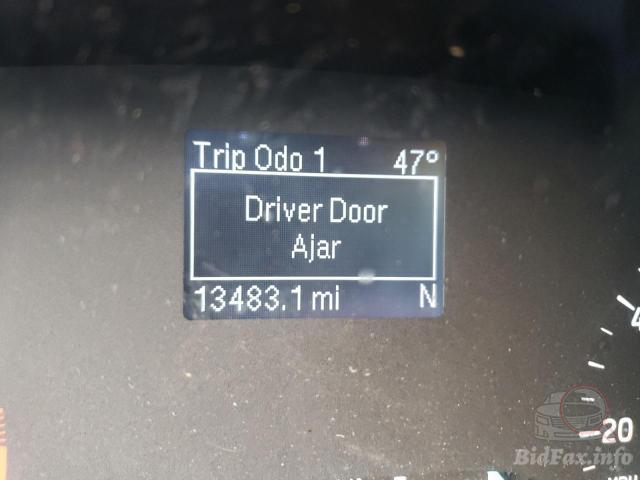 Trip Odo 1 47°
Driver Door
Ajar
13483.1 mi N
20
BidFax.info